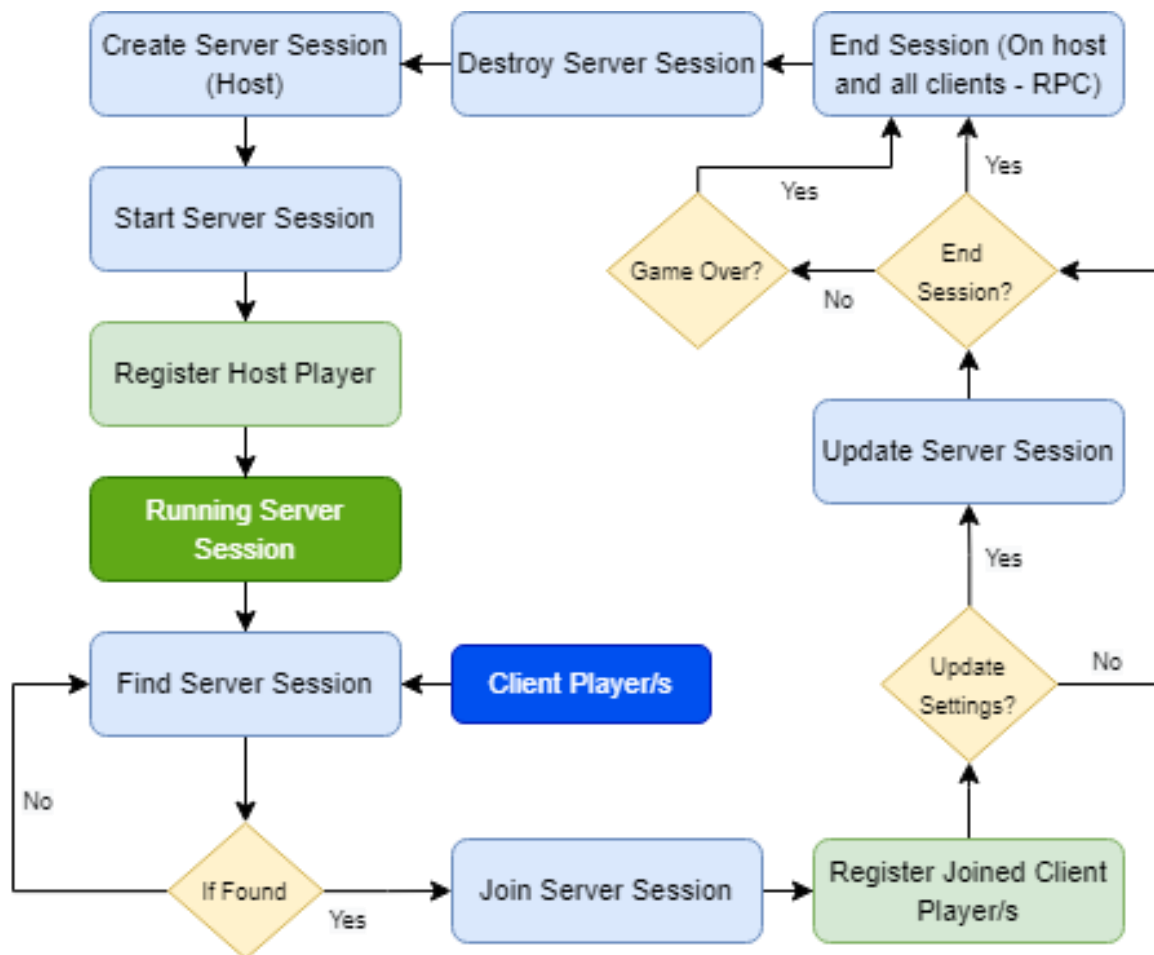 Create Server Session
(Host)
Destroy Server Session
End Session (On host
and all clients - RPC)
Start Server Session
Yes
Yes
Game Over?
No
End
Session?
Register Host Player
Update Server Session
Running Server
Session
Yes
Find Server Session
Client Player/s
Update
Settings?
No
No
If Found
Yes
Join Server Session
Register Joined Client
Player/s